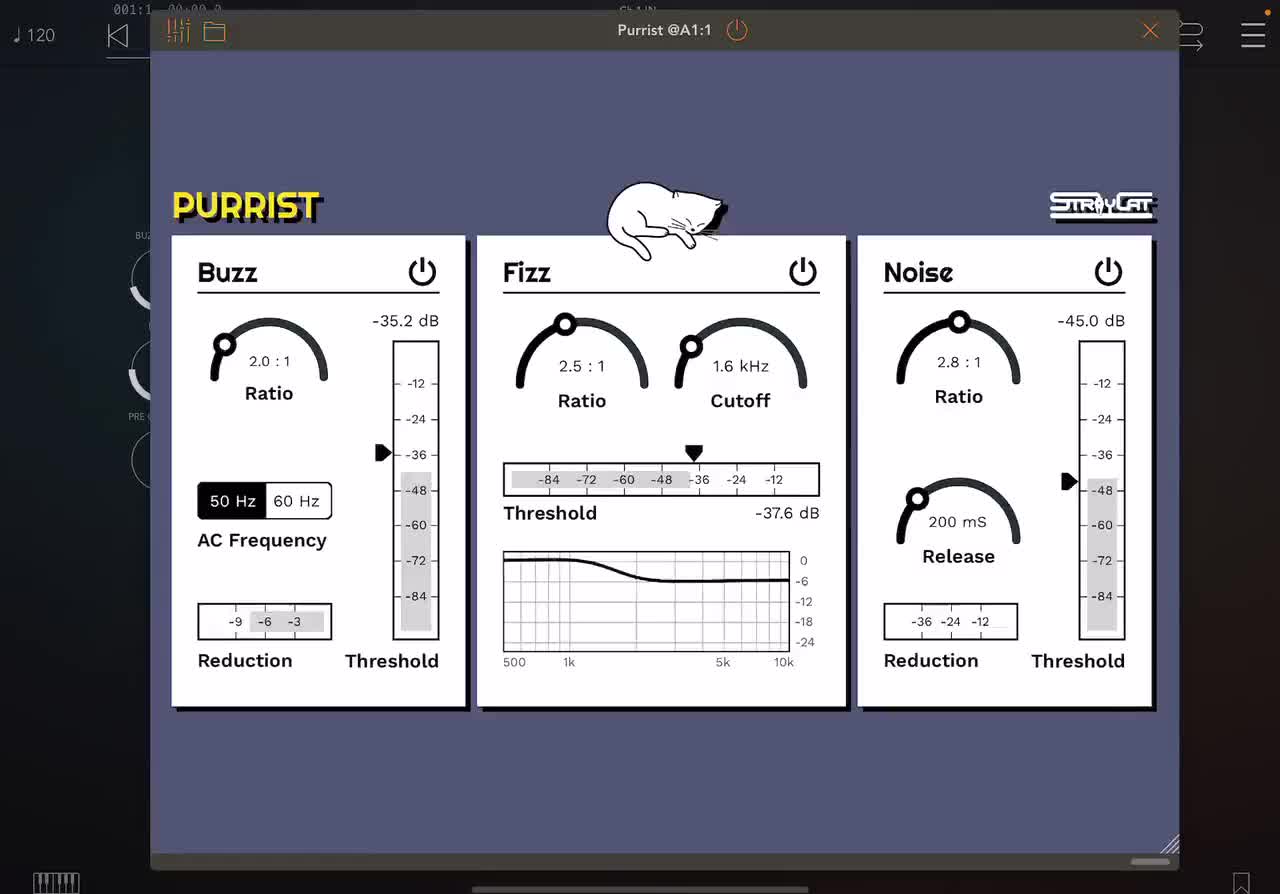 001:1
♩ 120
Purrist @A1:1
PURRIST
STRAYCAT
BUZ
PRE
Buzz
-35.2 dB
2.0 : 1
Ratio
-12
-24
-36
-48
-60
-72
-84
50 Hz 60 Hz
AC Frequency
-9 -6 -3
Reduction
Threshold
Fizz
2.5 : 1
Ratio
1.6 kHz
Cutoff
-84 -72 -60 -48 -36 -24 -12
Threshold -37.6 dB
0
-6
-12
-18
-24
500 1k 5k 10k
Noise
-45.0 dB
2.8 : 1
Ratio
-12
-24
-36
-48
-60
-72
-84
200 mS
Release
-36 -24 -12
Reduction
Threshold